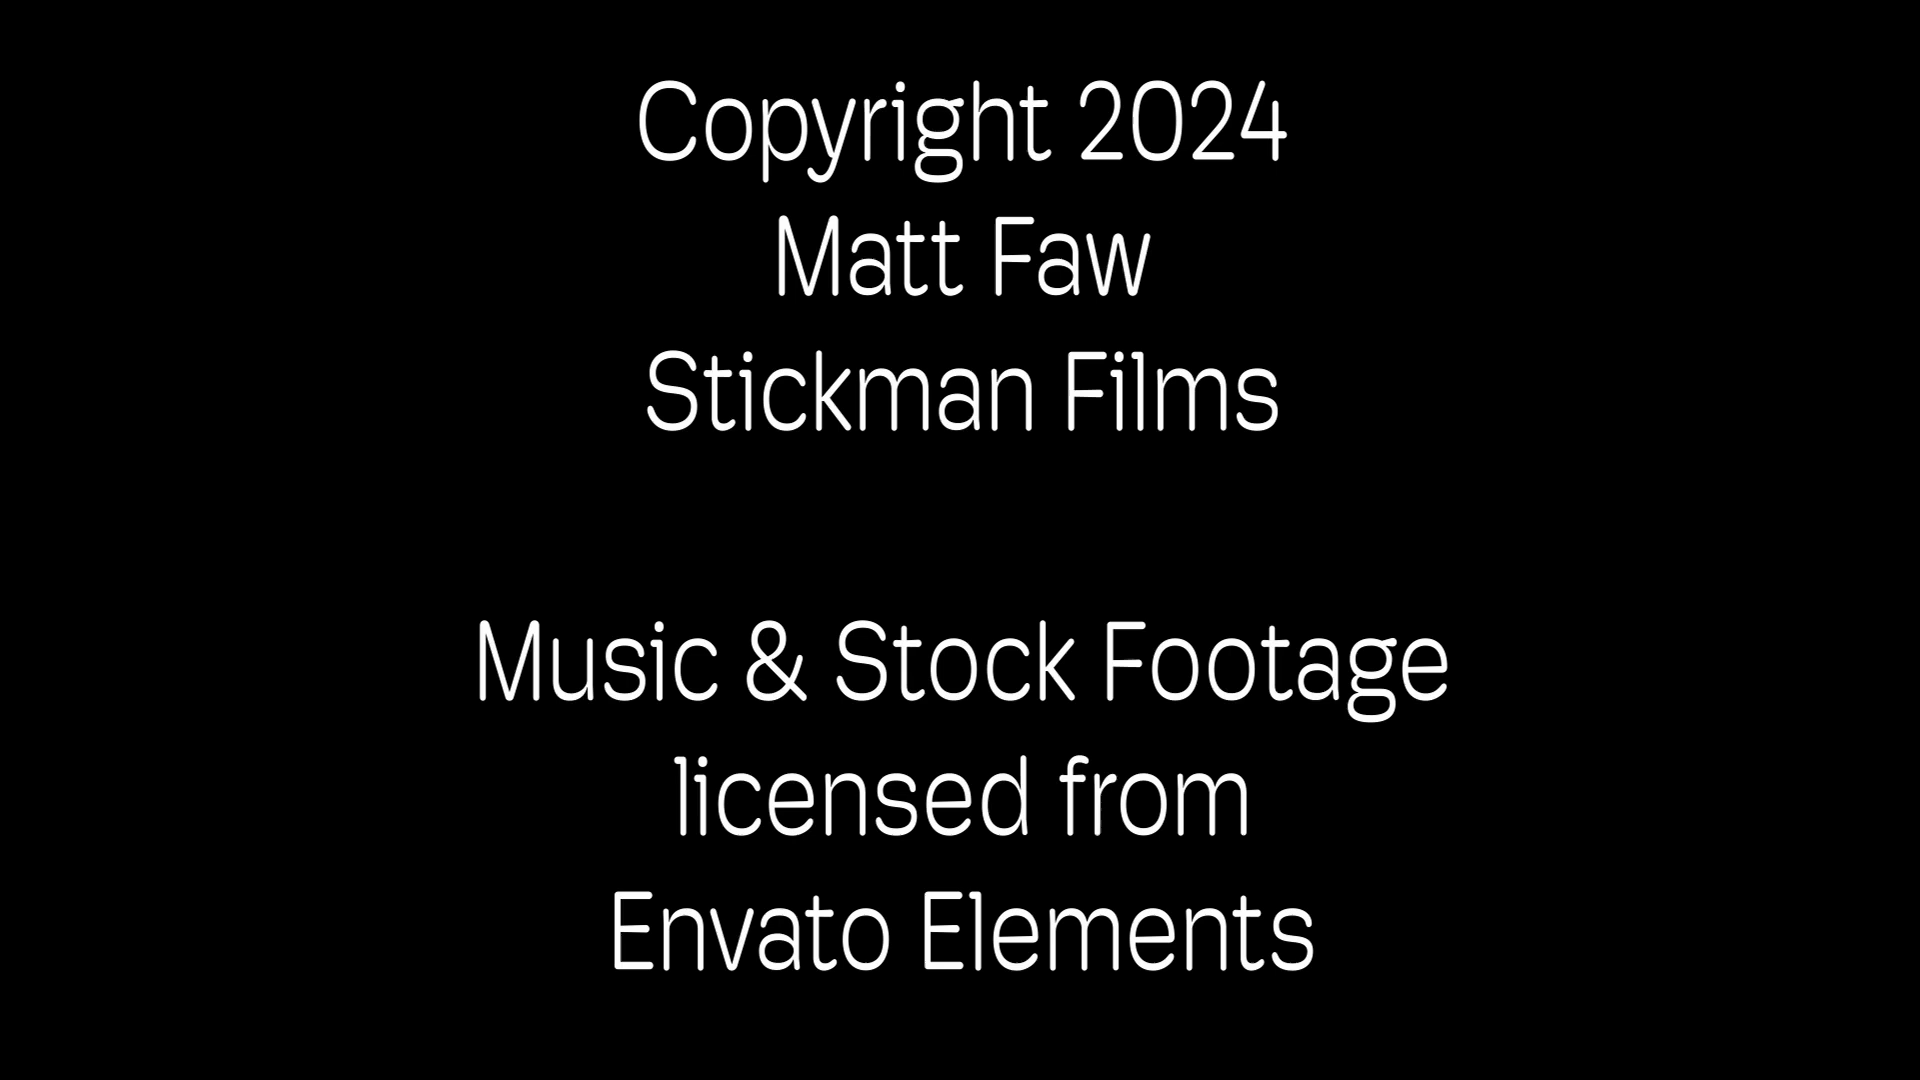 Copyright 2024
Matt Faw
Stickman Films
Music & Stock Footage
licensed from
Envato Elements